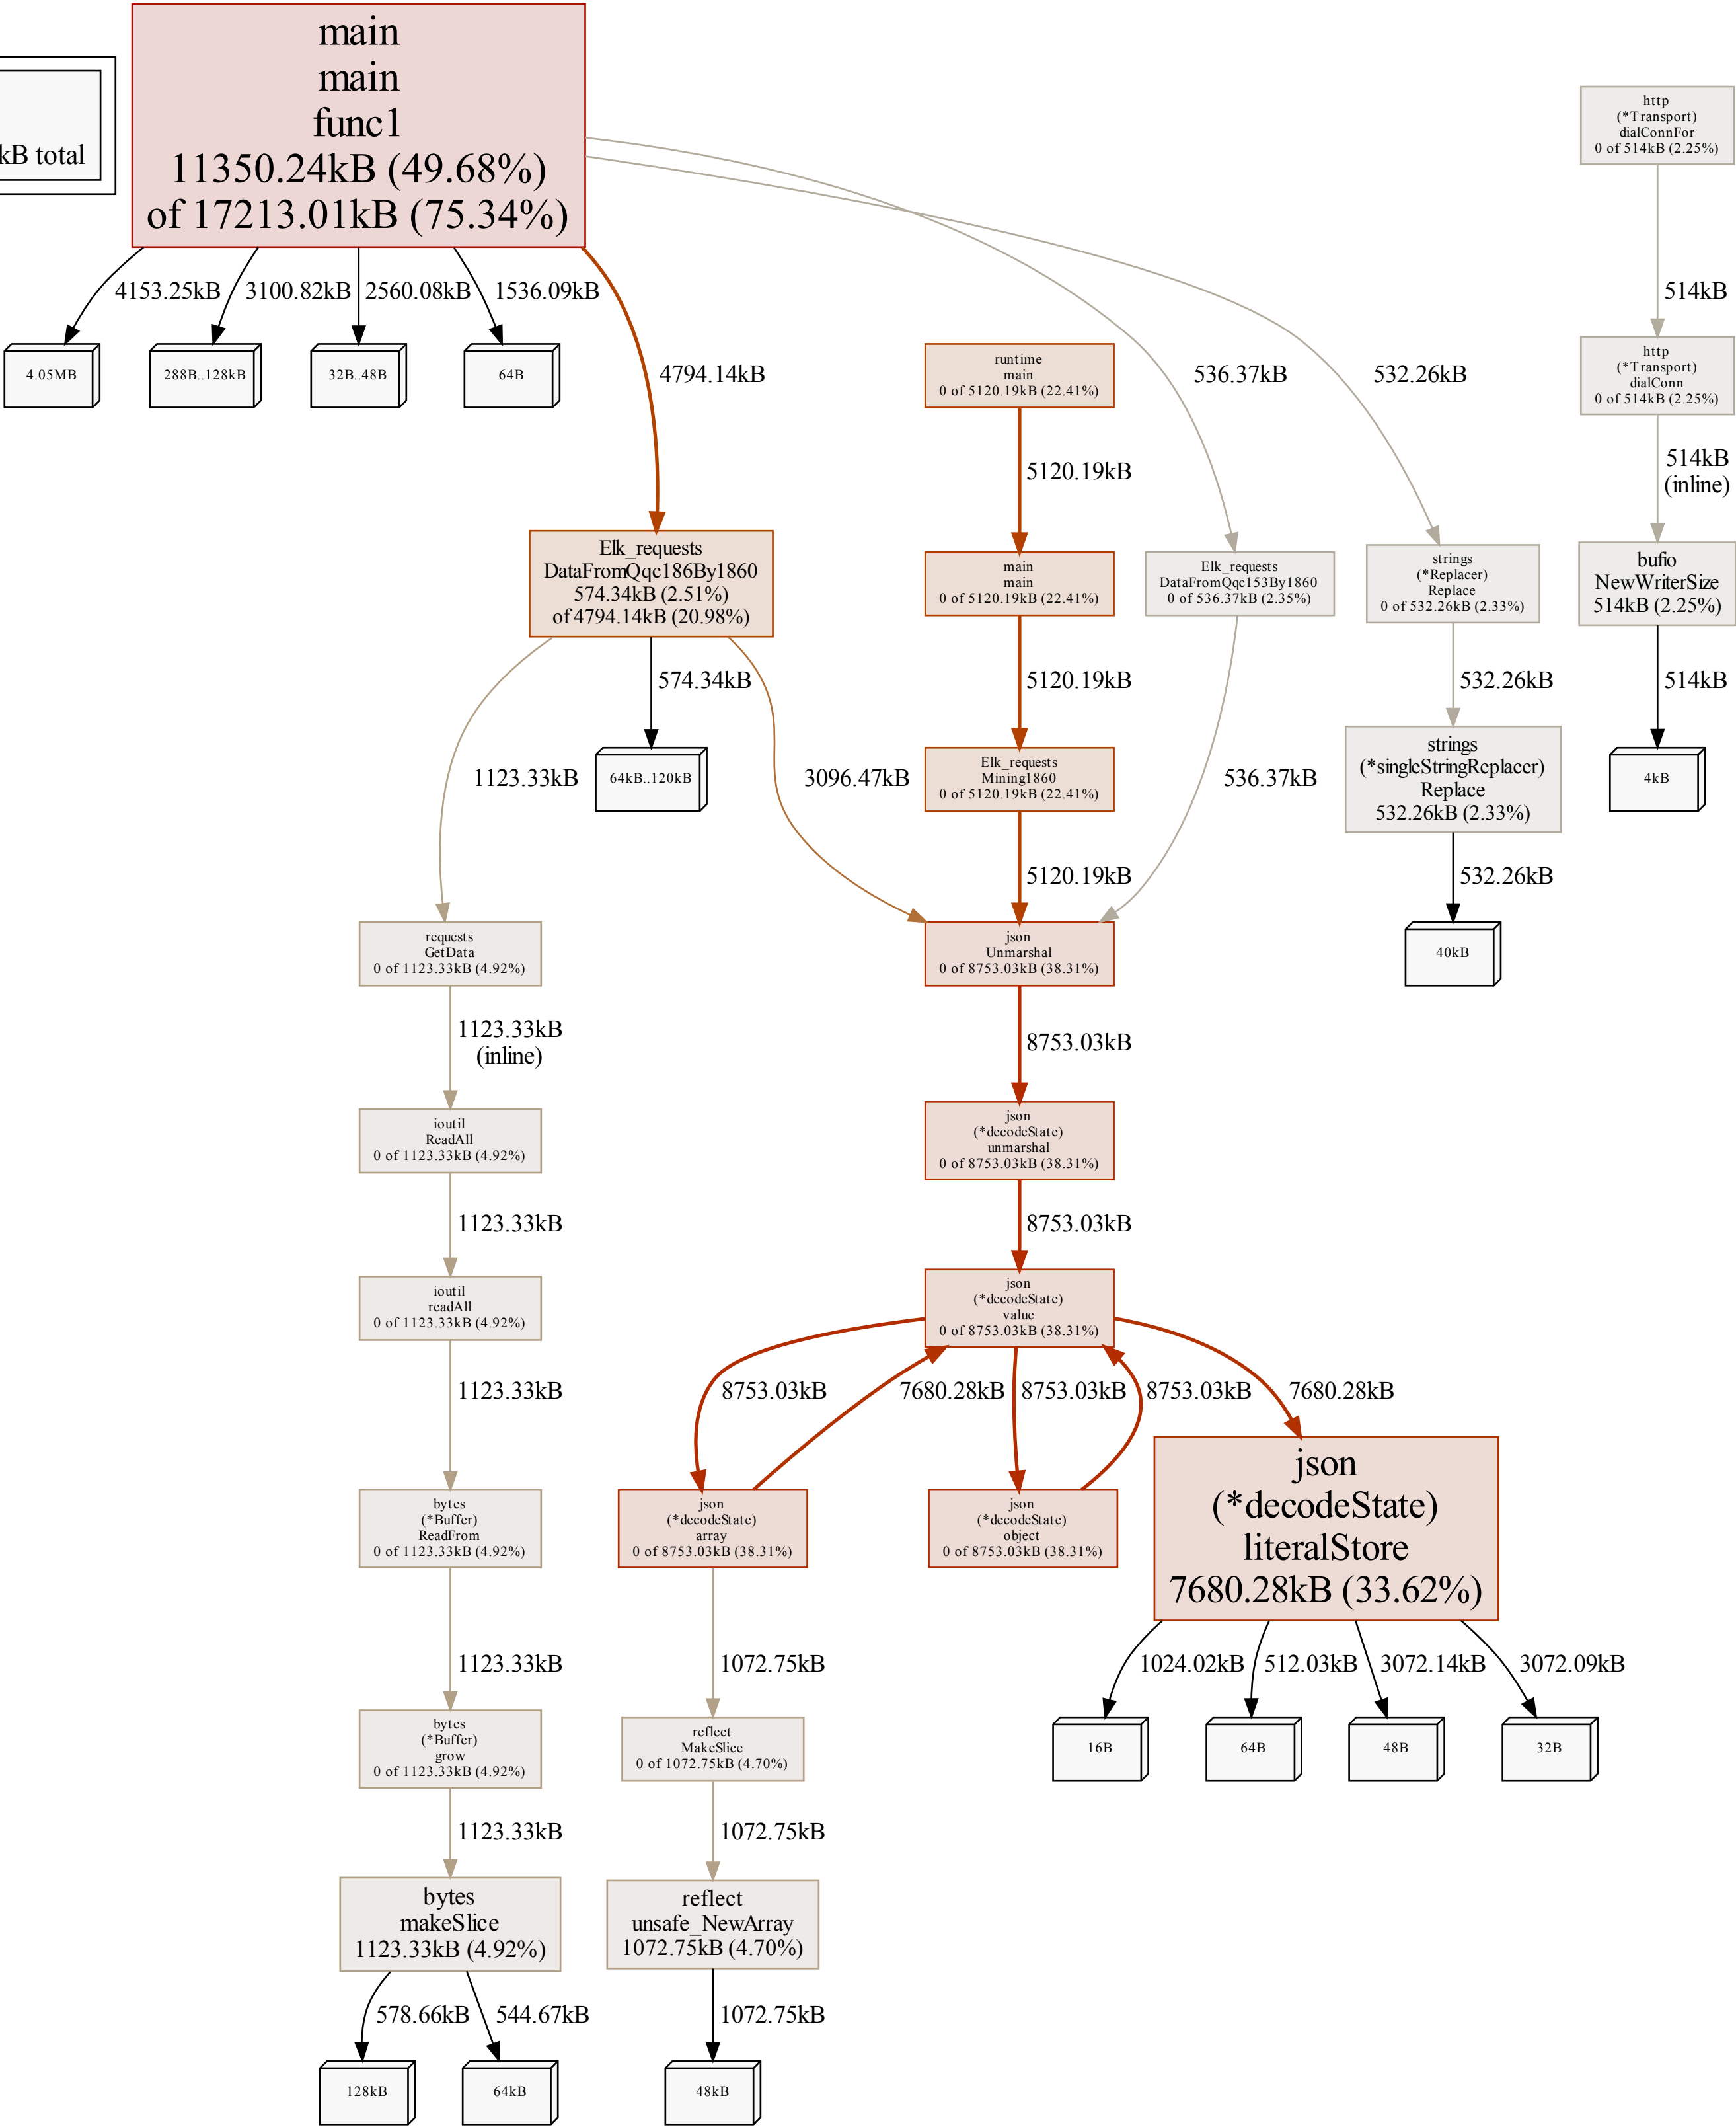 main
main
func1
11350.24kB (49.68%)
of 17213.01kB (75.34%)
kB total
http
(*Transport)
dialConnFor
0 of 514kB (2.25%)
4153.25kB
3100.82kB
2560.08kB
1536.09kB
514kB
4.05MB
288B..128kB
32B..48B
64B
4794.14kB
runtime
main
0 of 5120.19kB (22.41%)
536.37kB
532.26kB
http
(*Transport)
dialConn
0 of 514kB (2.25%)
5120.19kB
514kB
(inline)
Elk_requests
DataFromQqc186By1860
574.34kB (2.51%)
of 4794.14kB (20.98%)
main
main
0 of 5120.19kB (22.41%)
Elk_requests
DataFromQqc153By1860
0 of 536.37kB (2.35%)
strings
(*Replacer)
Replace
0 of 532.26kB (2.33%)
bufio
NewWriterSize
514kB (2.25%)
574.34kB
5120.19kB
532.26kB
514kB
1123.33kB
64kB..120kB
3096.47kB
Elk_requests
Mining1860
0 of 5120.19kB (22.41%)
536.37kB
strings
(*singleStringReplacer)
Replace
532.26kB (2.33%)
4kB
5120.19kB
532.26kB
requests
GetData
0 of 1123.33kB (4.92%)
json
Unmarshal
0 of 8753.03kB (38.31%)
40kB
1123.33kB
(inline)
8753.03kB
ioutil
ReadAll
0 of 1123.33kB (4.92%)
json
(*decodeState)
unmarshal
0 of 8753.03kB (38.31%)
1123.33kB
8753.03kB
ioutil
readAll
0 of 1123.33kB (4.92%)
json
(*decodeState)
value
0 of 8753.03kB (38.31%)
1123.33kB
8753.03kB
7680.28kB
8753.03kB
8753.03kB
7680.28kB
bytes
(*Buffer)
ReadFrom
0 of 1123.33kB (4.92%)
json
(*decodeState)
array
0 of 8753.03kB (38.31%)
json
(*decodeState)
object
0 of 8753.03kB (38.31%)
json
(*decodeState)
literalStore
7680.28kB (33.62%)
1123.33kB
1072.75kB
1024.02kB
512.03kB
3072.14kB
3072.09kB
bytes
(*Buffer)
grow
0 of 1123.33kB (4.92%)
reflect
MakeSlice
0 of 1072.75kB (4.70%)
16B
64B
48B
32B
1123.33kB
1072.75kB
bytes
makeSlice
1123.33kB (4.92%)
reflect
unsafe_NewArray
1072.75kB (4.70%)
578.66kB
544.67kB
1072.75kB
128kB
64kB
48kB